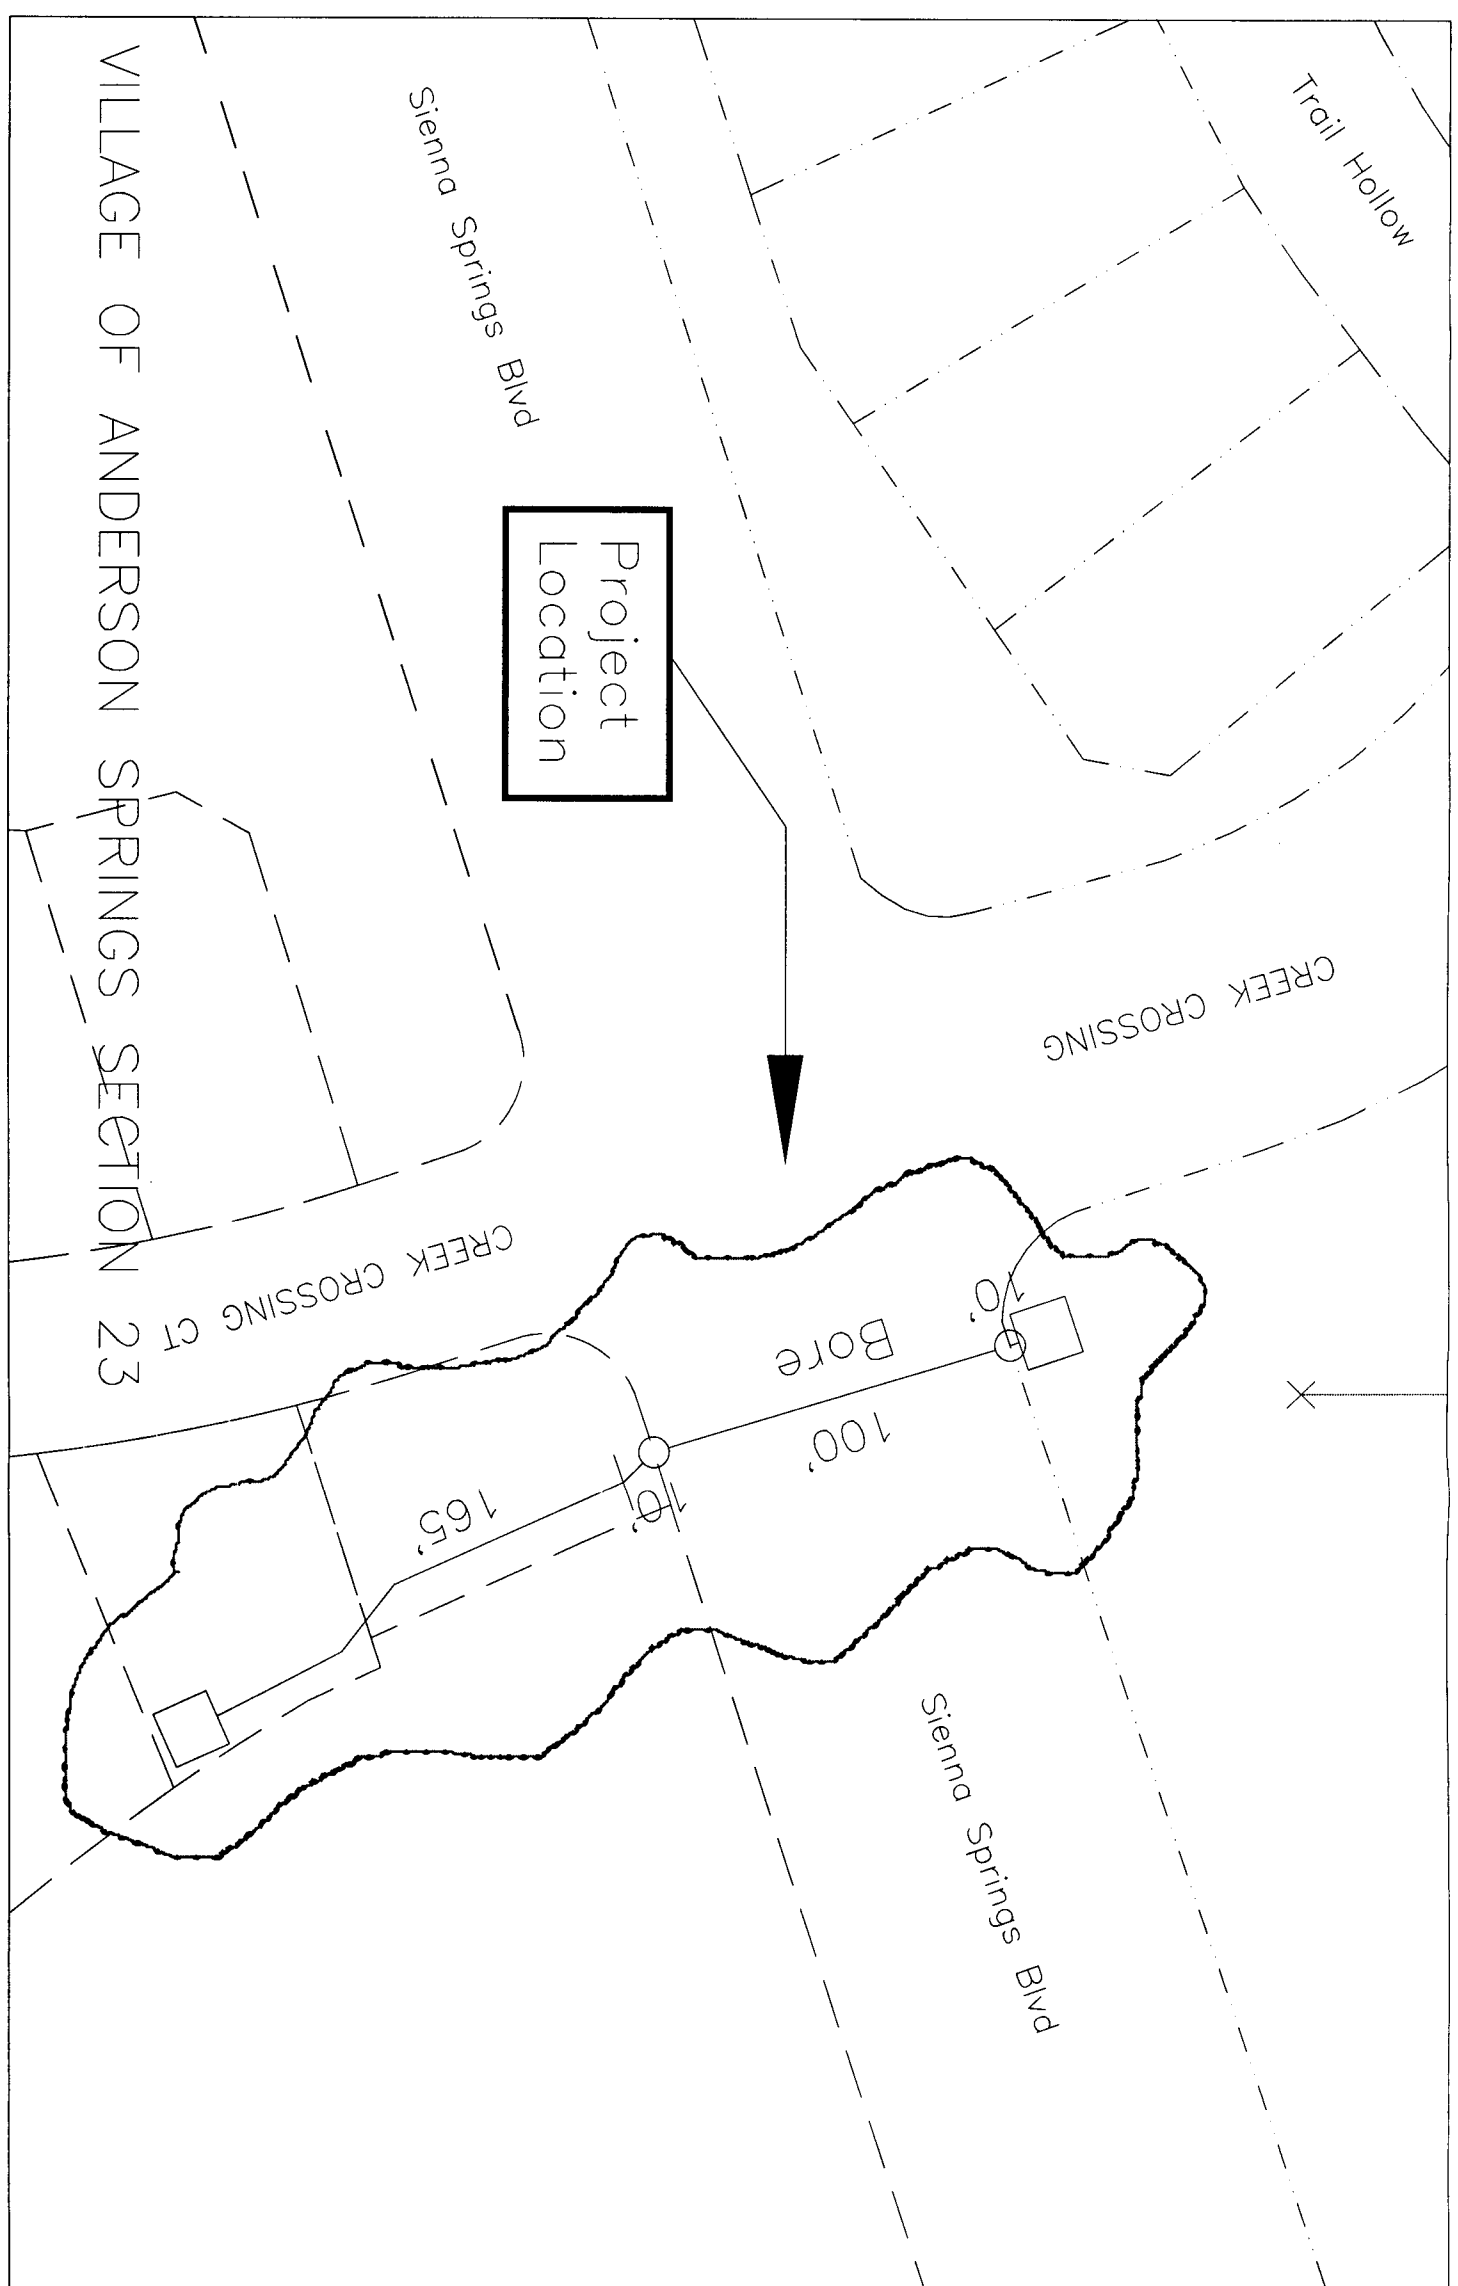 Trail Hollow
Sienna Springs Blvd
Project
Location
CREEK CROSSING
10'
Bore
100'
CREEK CROSSING CT
10'
165'
Sienna Springs Blvd
VILLAGE OF ANDERSON SPRINGS SECTION 23